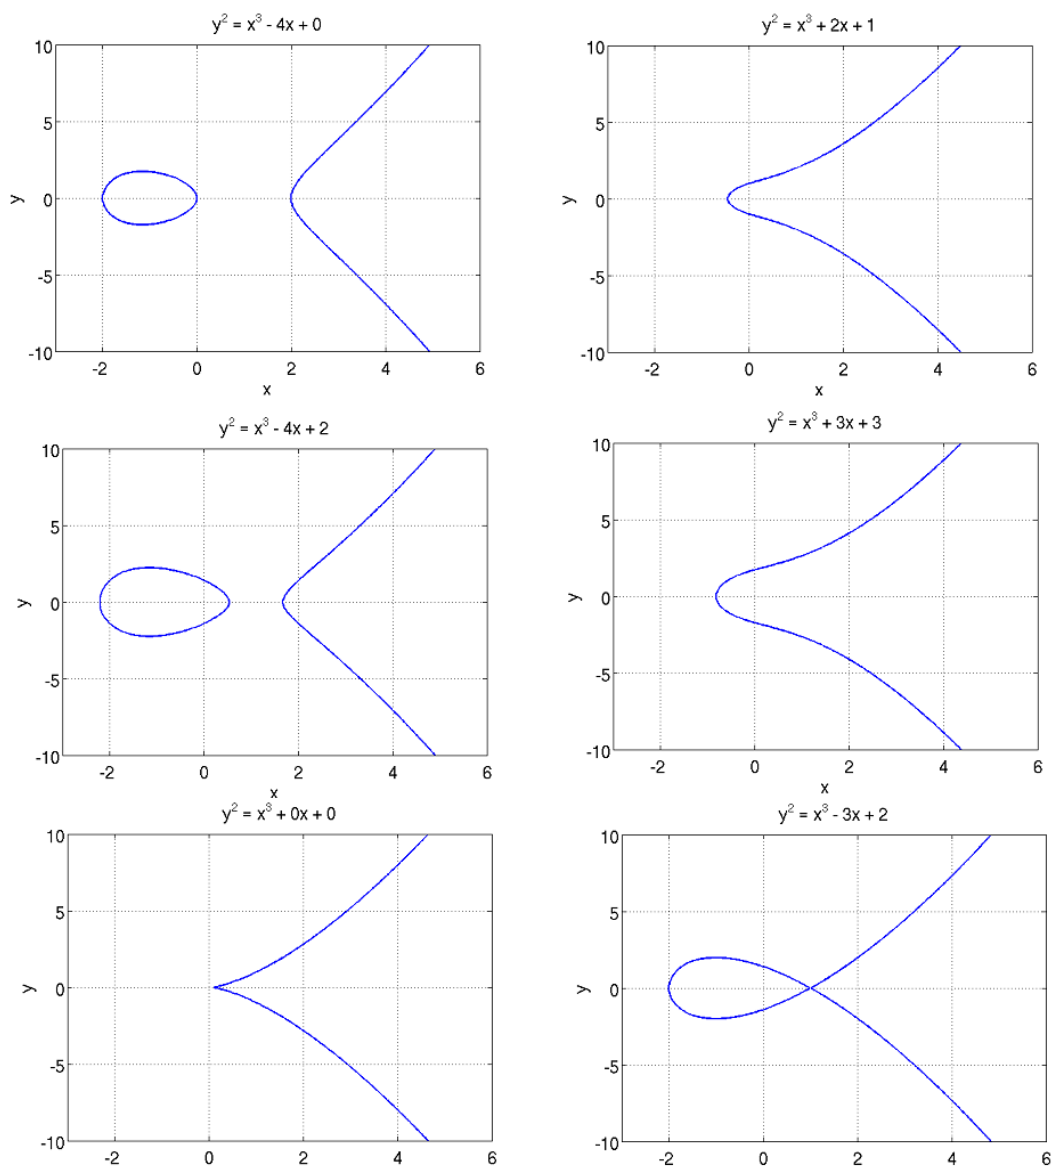 y² = x³ - 4x + 0
10
5
0
-5
-10
y
-2 0 2 4 6
x
y² = x³ + 2x + 1
10
5
0
-5
-10
y
-2 0 2 4 6
x
y² = x³ - 4x + 2
10
5
0
-5
-10
y
-2 0 2 4 6
x
y² = x³ + 3x + 3
10
5
0
-5
-10
y
-2 0 2 4 6
x
y² = x³ + 0x + 0
10
5
0
-5
-10
y
-2 0 2 4 6
y² = x³ - 3x + 2
10
5
0
-5
-10
y
-2 0 2 4 6